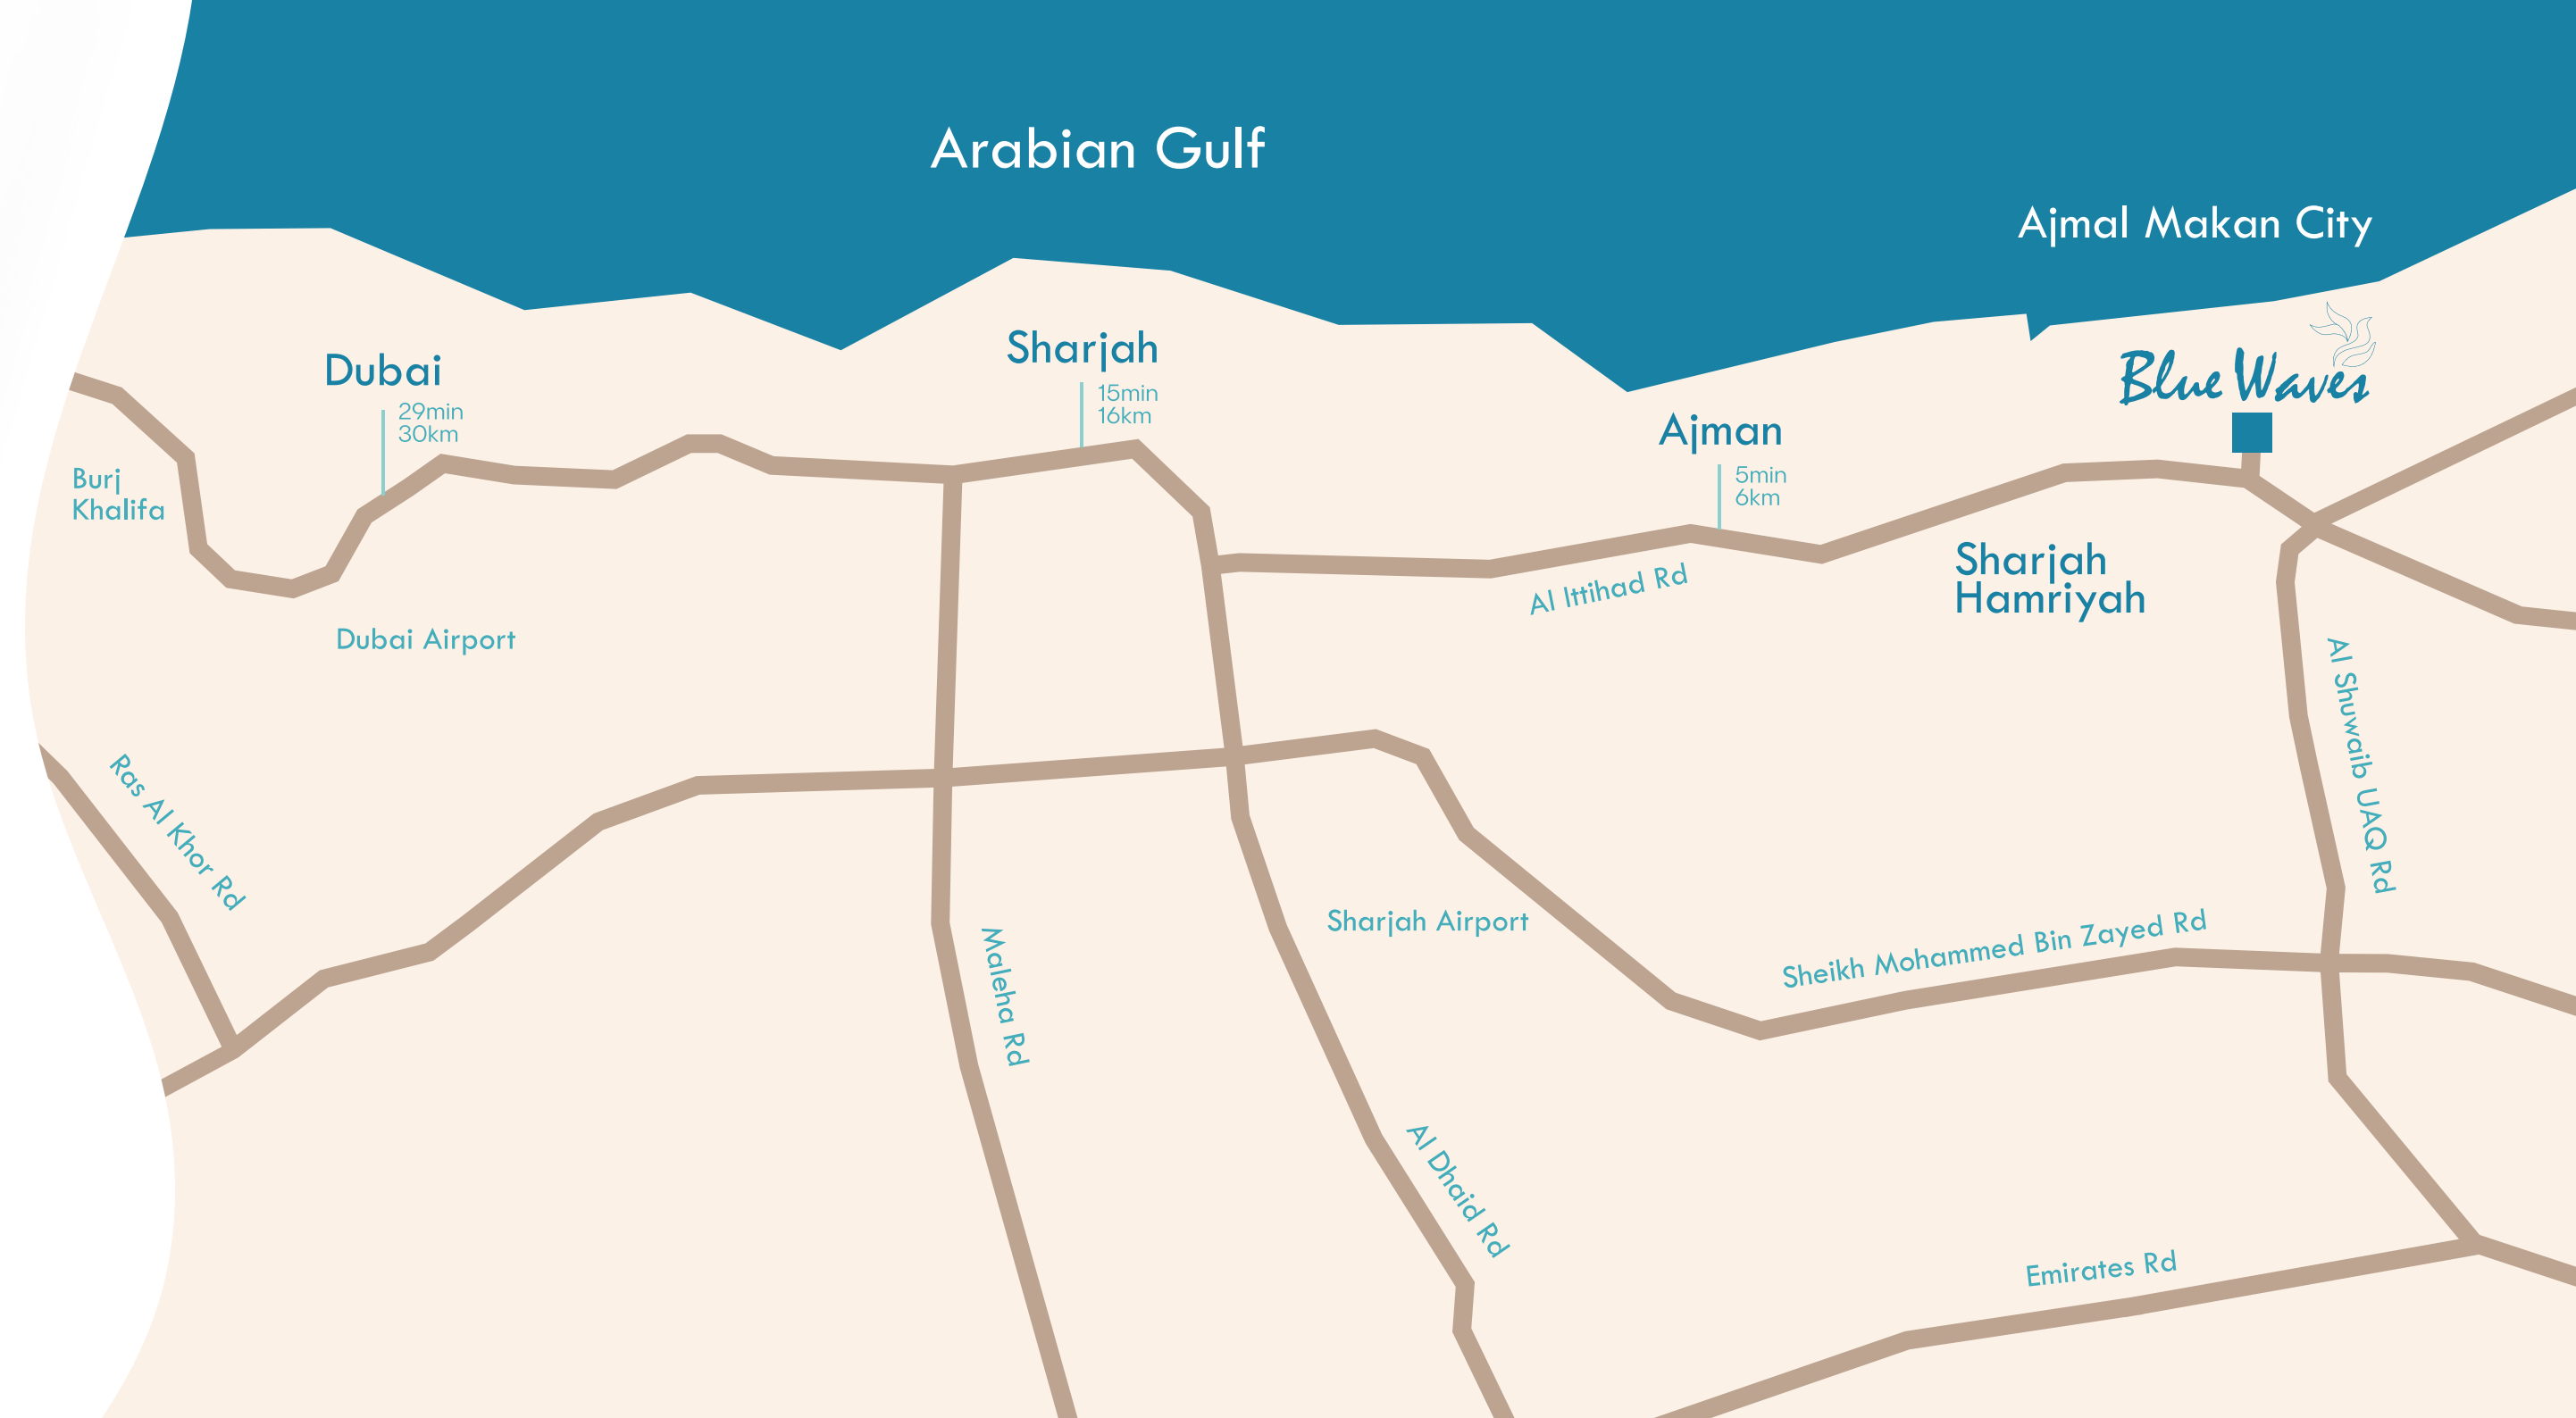 Arabian Gulf
Ajmal Makan City
Blue Waves
Sharjah
15min
16km
Dubai
29min
30km
Ajman
5min
6km
Burj
Khalifa
Sharjah
Hamriyah
Al Ittihad Rd
Dubai Airport
Al Shuwaib UAQ Rd
Ras Al Khor Rd
Sharjah Airport
Sheikh Mohammed Bin Zayed Rd
Maleha Rd
Al Dhaid Rd
Emirates Rd